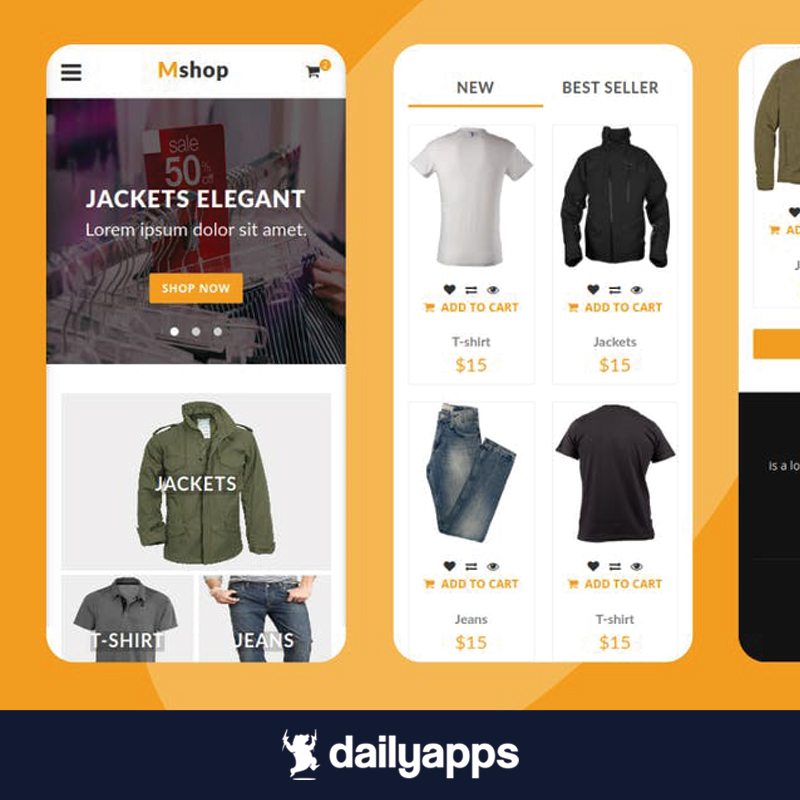 Mshop
2
sale
50%
off
JACKETS ELEGANT
Lorem ipsum dolor sit amet.
SHOP NOW
JACKETS
T-SHIRT
JEANS
NEW
BEST SELLER
ADD TO CART
ADD TO CART
T-shirt
Jackets
$15
$15
ADD TO CART
ADD TO CART
Jeans
T-shirt
$15
$15
AD
J
is a lo
dailyapps